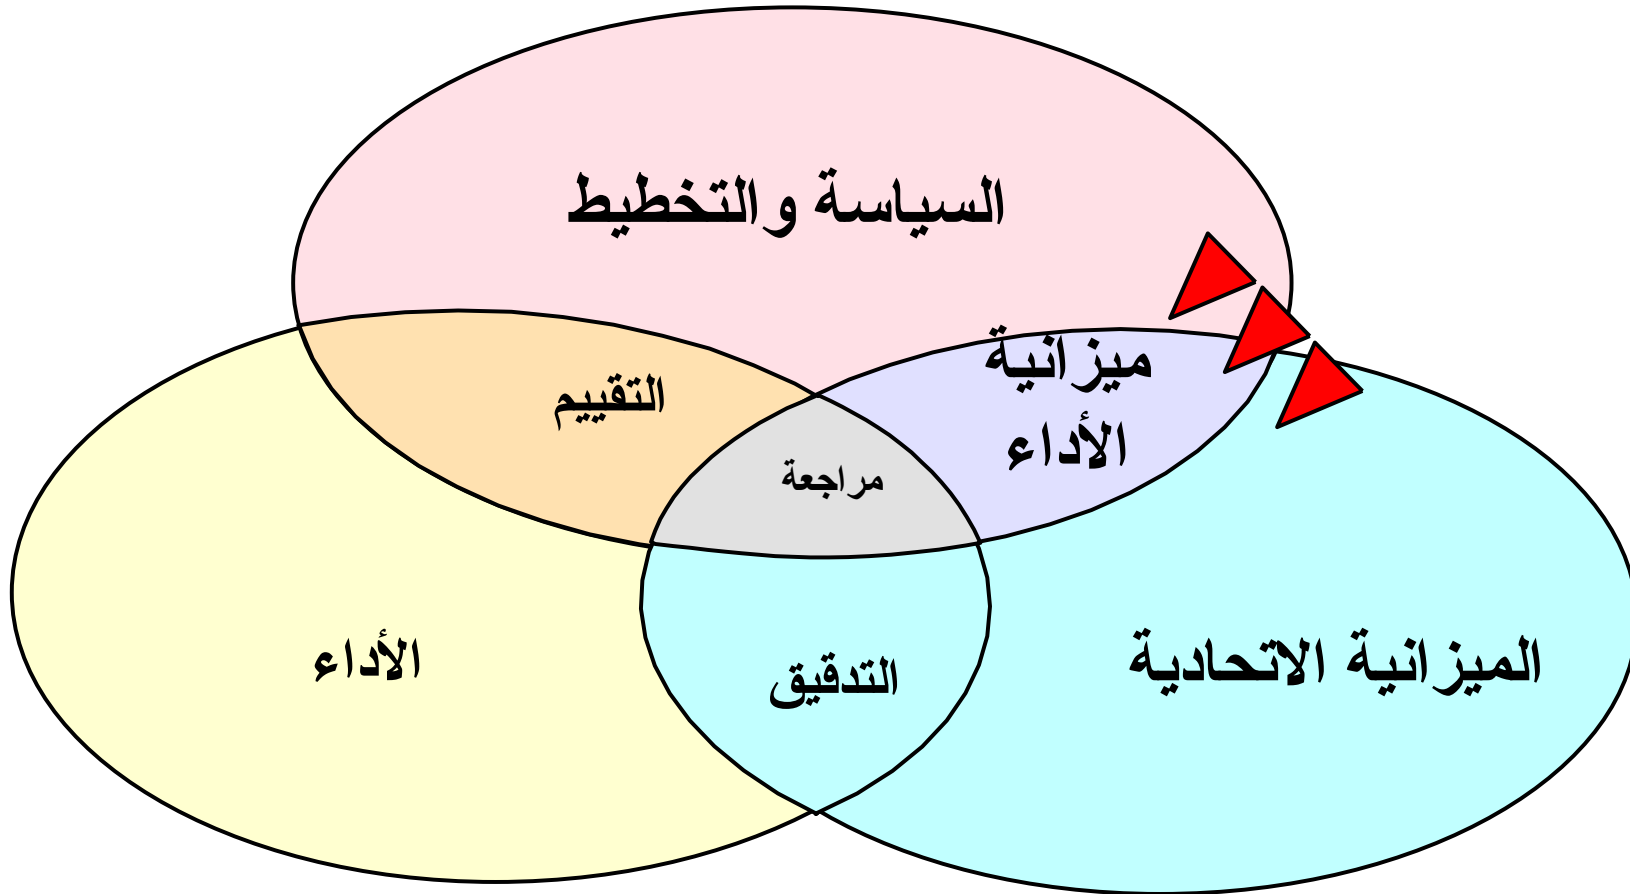 السياسة والتخطيط
ميزانية
الأداء
التقييم
مراجعة
الأداء
الميزانية الاتحادية
التدقيق